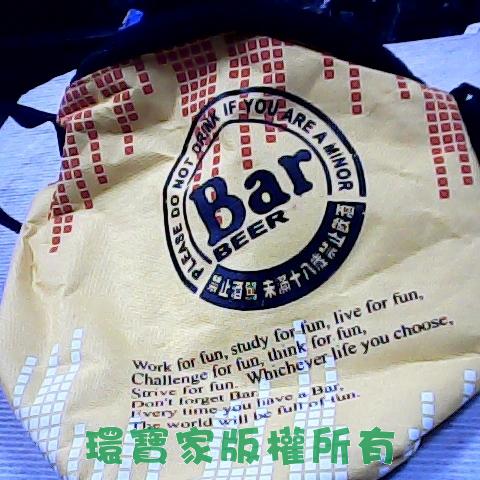 PLEASE DO NOT DRINK IF YOU ARE A MINOR
Bar
BEER
禁止酒駕 未滿十八歲禁止飲酒
Work for fun, study for fun, live for fun,
Challenge for fun, think for fun,
Strive for fun. Whichever life you choose,
Don't forget Bar,
Every time you have a Bar,
The world will be full of fun.
環寶家版權所有